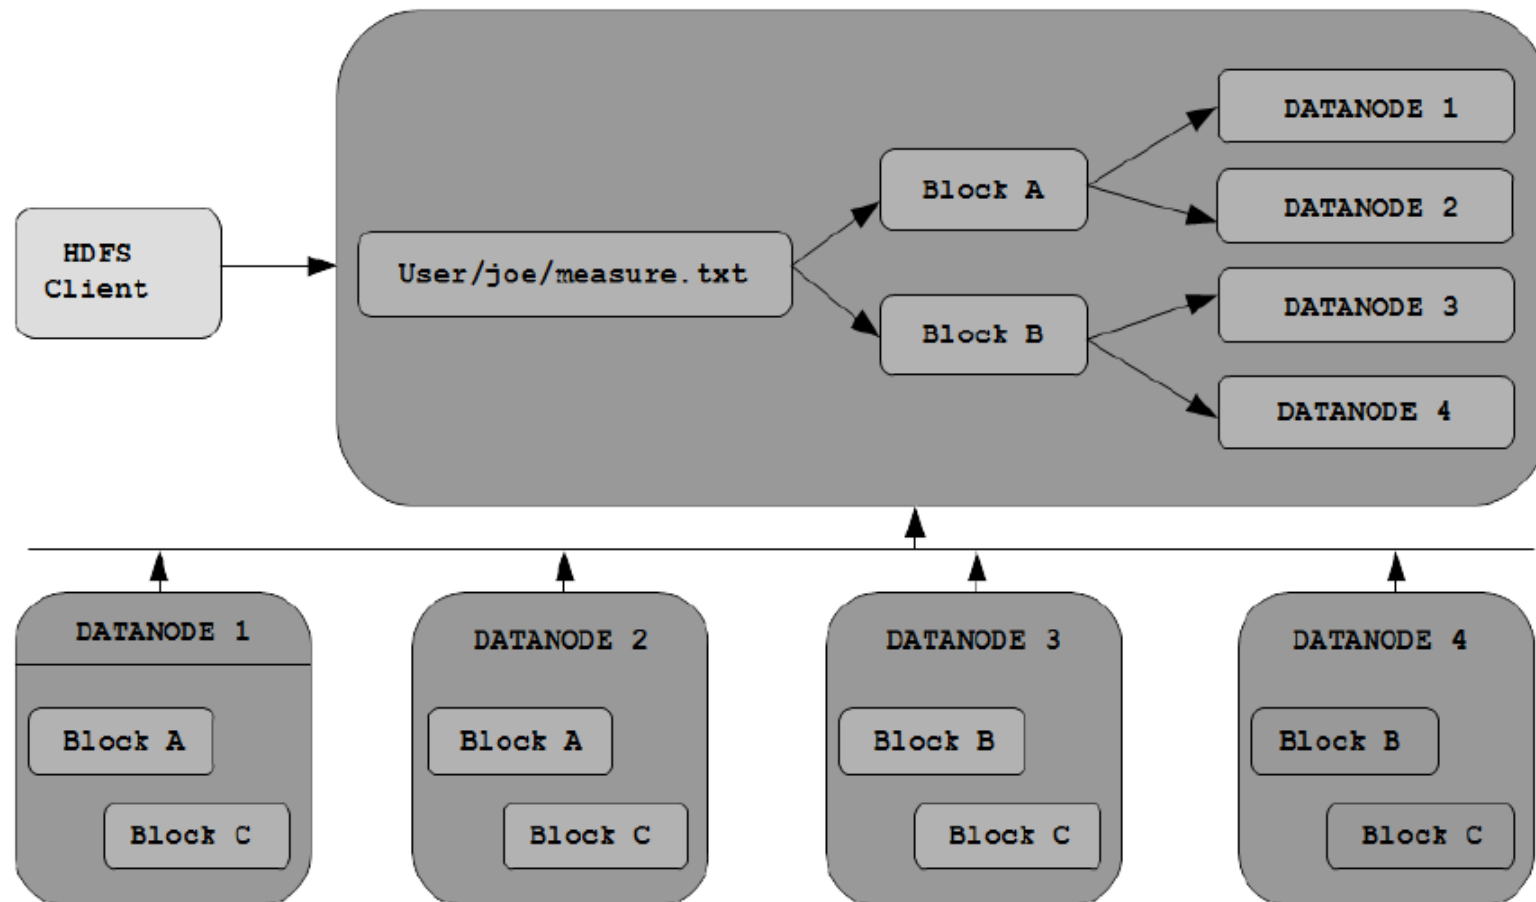 HDFS
Client
User/joe/measure.txt
Block A
Block B
DATANODE 1
DATANODE 2
DATANODE 3
DATANODE 4
DATANODE 1
Block A
Block C
DATANODE 2
Block A
Block C
DATANODE 3
Block B
Block C
DATANODE 4
Block B
Block C